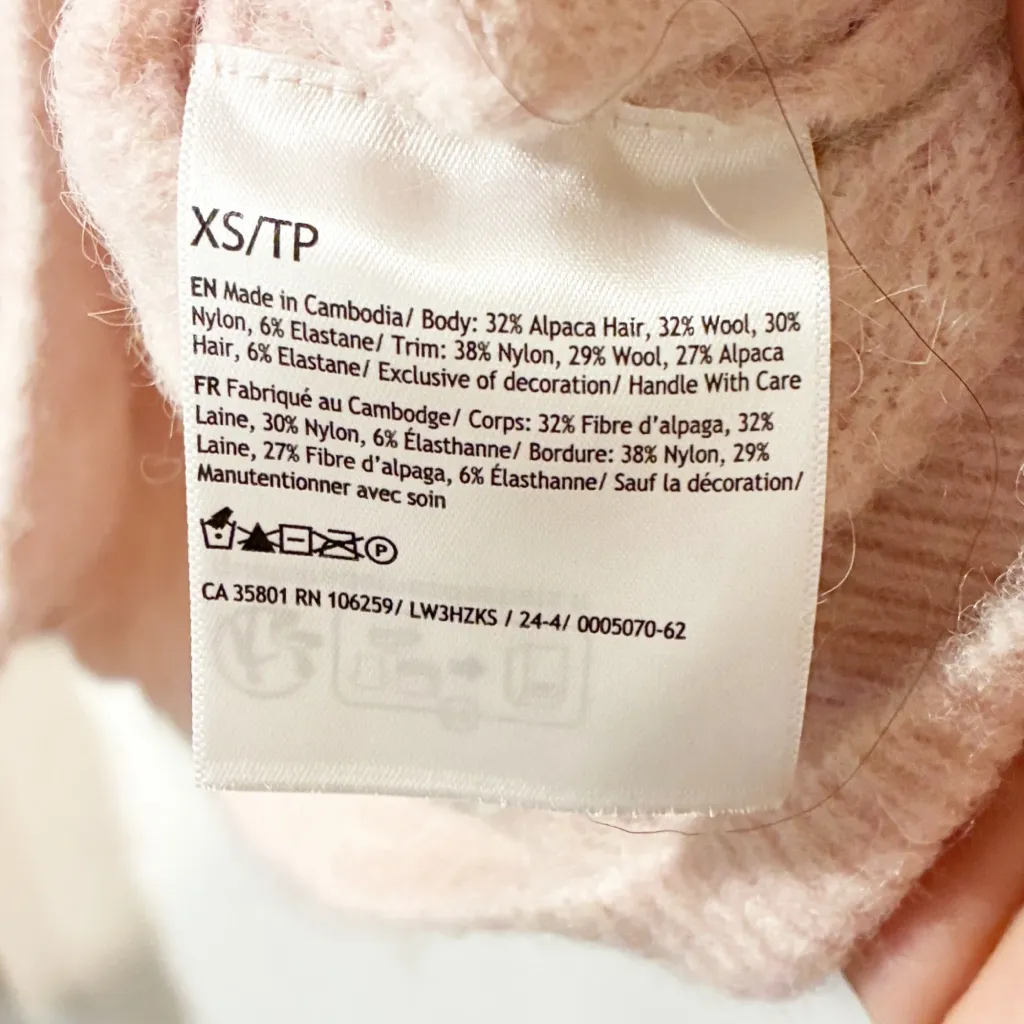 XS/TP
EN Made in Cambodia/ Body: 32% Alpaca Hair, 32% Wool, 30%
Nylon, 6% Elastane/ Trim: 38% Nylon, 29% Wool, 27% Alpaca
Hair, 6% Elastane/ Exclusive of decoration/ Handle With Care
FR Fabriqué au Cambodge/ Corps: 32% Fibre d'alpaga, 32%
Laine, 30% Nylon, 6% Élasthanne/ Bordure: 38% Nylon, 29%
Laine, 27% Fibre d'alpaga, 6% Élasthanne/ Sauf la décoration/
Manutentionner avec soin
P
CA 35801 RN 106259/ LW3HZKS / 24-4/ 0005070-62